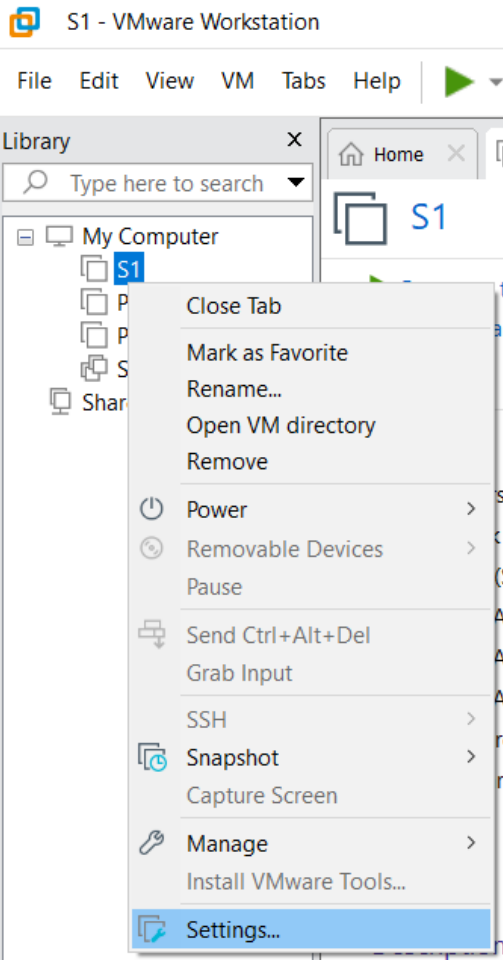 S1 - VMware Workstation
File Edit View VM Tabs Help
Library X
Home
Type here to search
S1
My Computer
S1
Close Tab
Mark as Favorite
Rename...
Open VM directory
Remove
Power
Removable Devices
Pause
Send Ctrl+Alt+Del
Grab Input
SSH
Snapshot
Capture Screen
Manage
Install VMware Tools...
Settings...